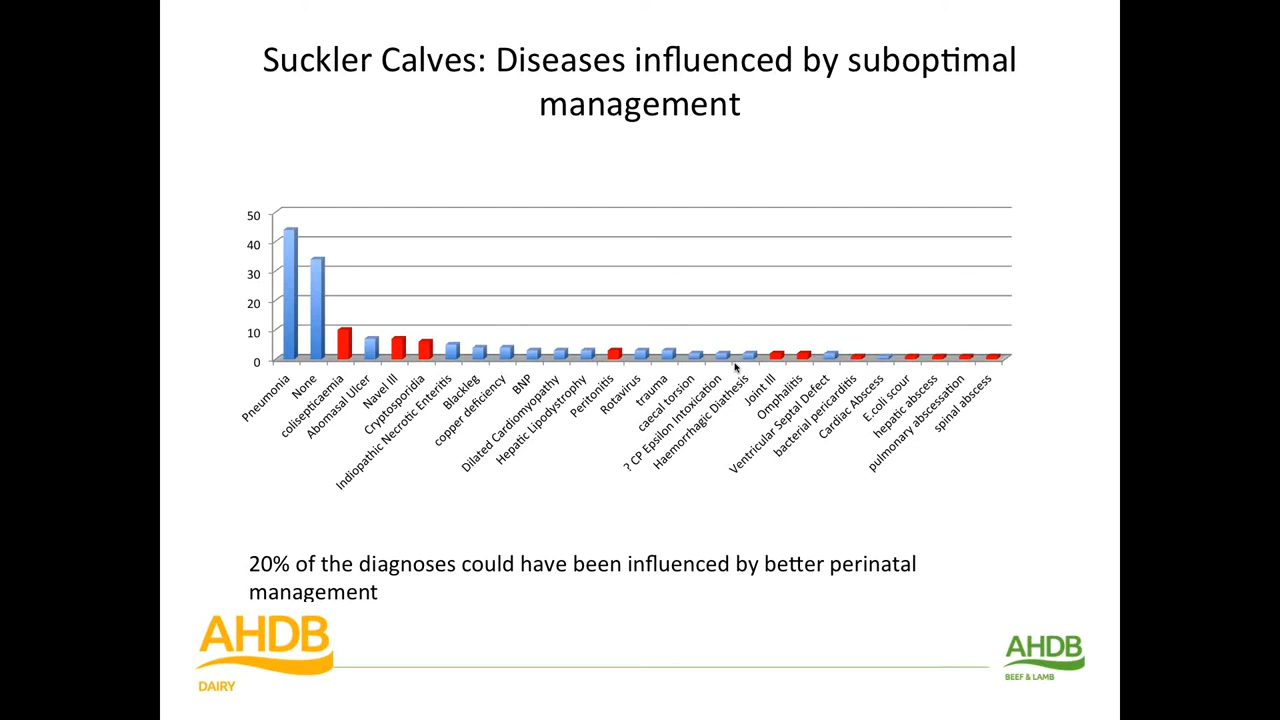 Suckler Calves: Diseases influenced by suboptimal
management
50
40
30
20
10
0
Pneumonia
None
colisepticaemia
Abomasal Ulcer
Navel Ill
Cryptosporidia
Indiopathic Necrotic Enteritis
Blackleg
copper deficiency
BNP
Dilated Cardiomyopathy
Hepatic Lipodystrophy
Peritonitis
Rotavirus
trauma
caecal torsion
? CP Epsilon Intoxication
Haemorrhagic Diathesis
Joint Ill
Omphalitis
Ventricular Septal Defect
bacterial pericarditis
Cardiac Abscess
E.coli scour
hepatic abscess
pulmonary abscessation
spinal abscess
20% of the diagnoses could have been influenced by better perinatal
management
AHDB
DAIRY
AHDB
BEEF & LAMB